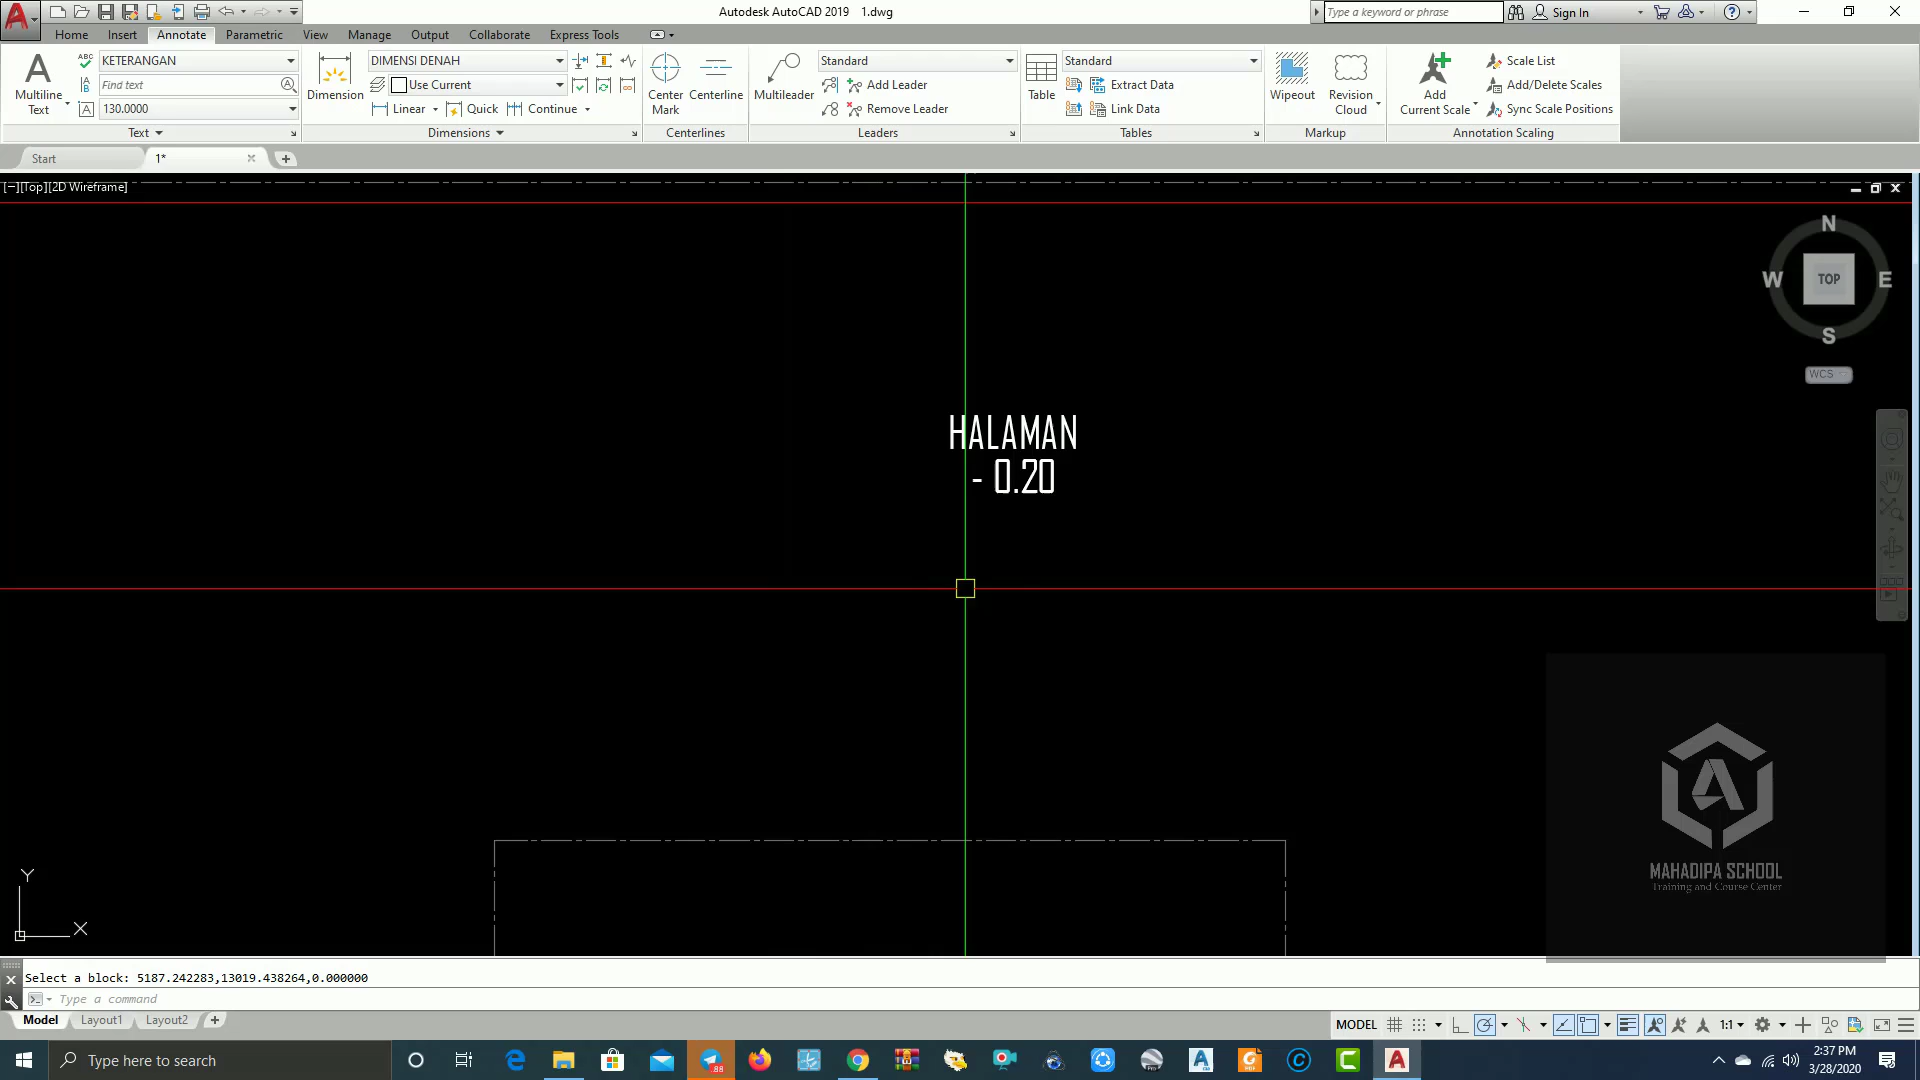 Autodesk AutoCAD 2019 1.dwg
Type a keyword or phrase
Sign In
Home Insert Annotate Parametric View Manage Output Collaborate Express Tools
Multiline Text
KETERANGAN
Find text
130.0000
Text
Dimension
DIMENSI DENAH
Use Current
Linear Quick Continue
Dimensions
Center Mark
Centerline
Centerlines
Multileader
Standard
Add Leader
Remove Leader
Leaders
Table
Standard
Extract Data
Link Data
Tables
Wipeout
Revision Cloud
Markup
Add Current Scale
Scale List
Add/Delete Scales
Sync Scale Positions
Annotation Scaling
Start 1*
[−][Top][2D Wireframe]
N
W TOP E
S
WCS
HALAMAN
- 0.20
MAHADIPA SCHOOL
Training and Course Center
Y
X
Select a block: 5187.242283,13019.438264,0.000000
Type a command
Model Layout1 Layout2
MODEL 1:1
Type here to search
88
2:37 PM
3/28/2020